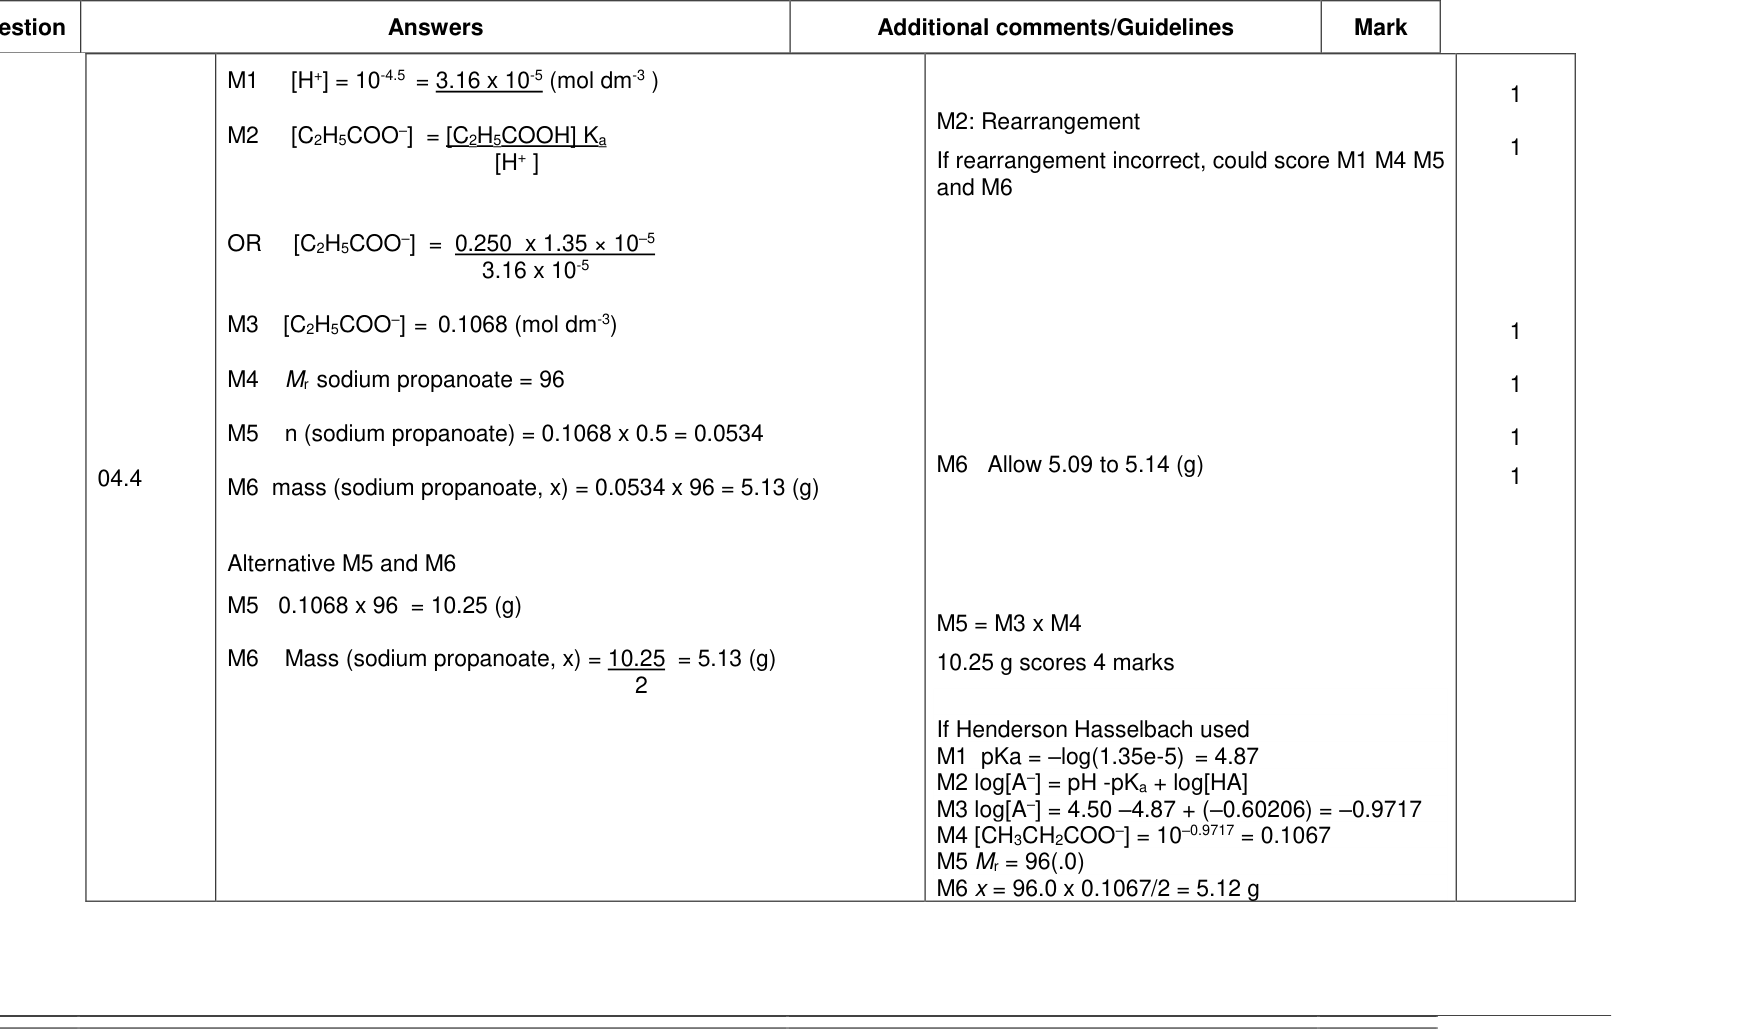 estion Answers Additional comments/Guidelines Mark
04.4
M1 [H⁺] = 10⁻⁴·⁵ = 3.16 x 10⁻⁵ (mol dm⁻³ )
M2 [C₂H₅COO⁻] = [C₂H₅COOH] Kₐ
[H⁺ ]
OR [C₂H₅COO⁻] = 0.250 x 1.35 × 10⁻⁵
3.16 x 10⁻⁵
M3 [C₂H₅COO⁻] = 0.1068 (mol dm⁻³)
M4 Mᵣ sodium propanoate = 96
M5 n (sodium propanoate) = 0.1068 x 0.5 = 0.0534
M6 mass (sodium propanoate, x) = 0.0534 x 96 = 5.13 (g)
Alternative M5 and M6
M5 0.1068 x 96 = 10.25 (g)
M6 Mass (sodium propanoate, x) = 10.25 = 5.13 (g)
2
M2: Rearrangement
If rearrangement incorrect, could score M1 M4 M5
and M6
M6 Allow 5.09 to 5.14 (g)
M5 = M3 x M4
10.25 g scores 4 marks
If Henderson Hasselbach used
M1 pKa = –log(1.35e-5) = 4.87
M2 log[A⁻] = pH -pKₐ + log[HA]
M3 log[A⁻] = 4.50 –4.87 + (–0.60206) = –0.9717
M4 [CH₃CH₂COO⁻] = 10⁻⁰·⁹⁷¹⁷ = 0.1067
M5 Mᵣ = 96(.0)
M6 x = 96.0 x 0.1067/2 = 5.12 g
1
1
1
1
1
1